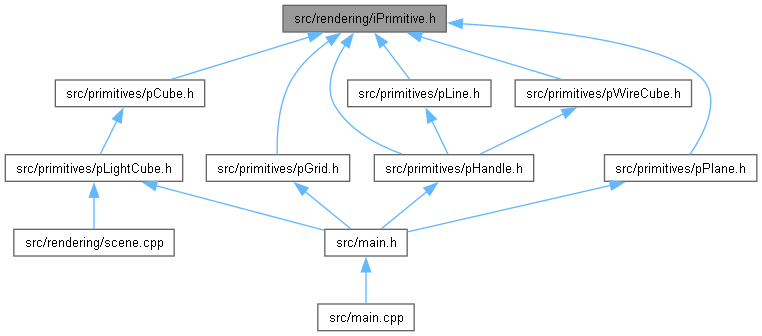 src/rendering/iPrimitive.h
src/primitives/pCube.h
src/primitives/pLine.h
src/primitives/pWireCube.h
src/primitives/pLightCube.h
src/primitives/pGrid.h
src/primitives/pHandle.h
src/primitives/pPlane.h
src/rendering/scene.cpp
src/main.h
src/main.cpp